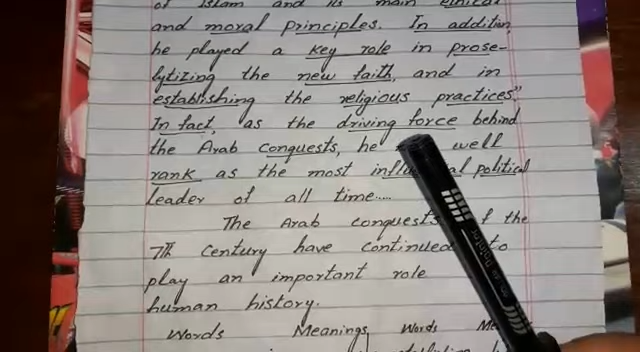 of Islam and its main ethical
and moral principles. In addition,
he played a key role in prose-
lytizing the new faith, and in
establishing the religious practices".
In fact, as the driving force behind
the Arab conquests, he well
rank as the most political
leader of all time.....
The Arab conquests the
7th century have continued to
play an important role
human history.
Words Meanings Words